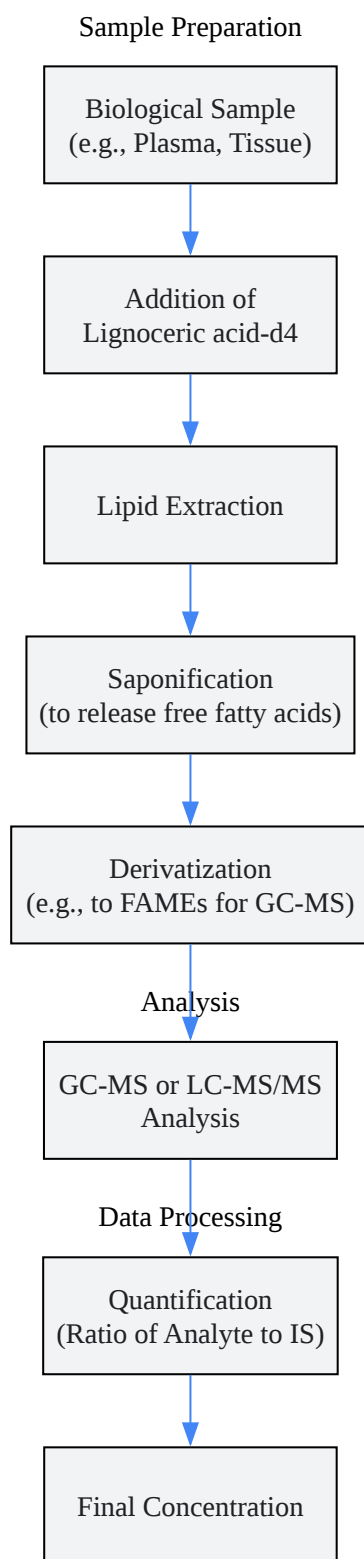 Sample Preparation
Biological Sample
(e.g., Plasma, Tissue)
Addition of
Lignoceric acid-d4
Lipid Extraction
Saponification
(to release free fatty acids)
Derivatization
(e.g., to FAMEs for GC-MS)
Analysis
GC-MS or LC-MS/MS
Analysis
Data Processing
Quantification
(Ratio of Analyte to IS)
Final Concentration